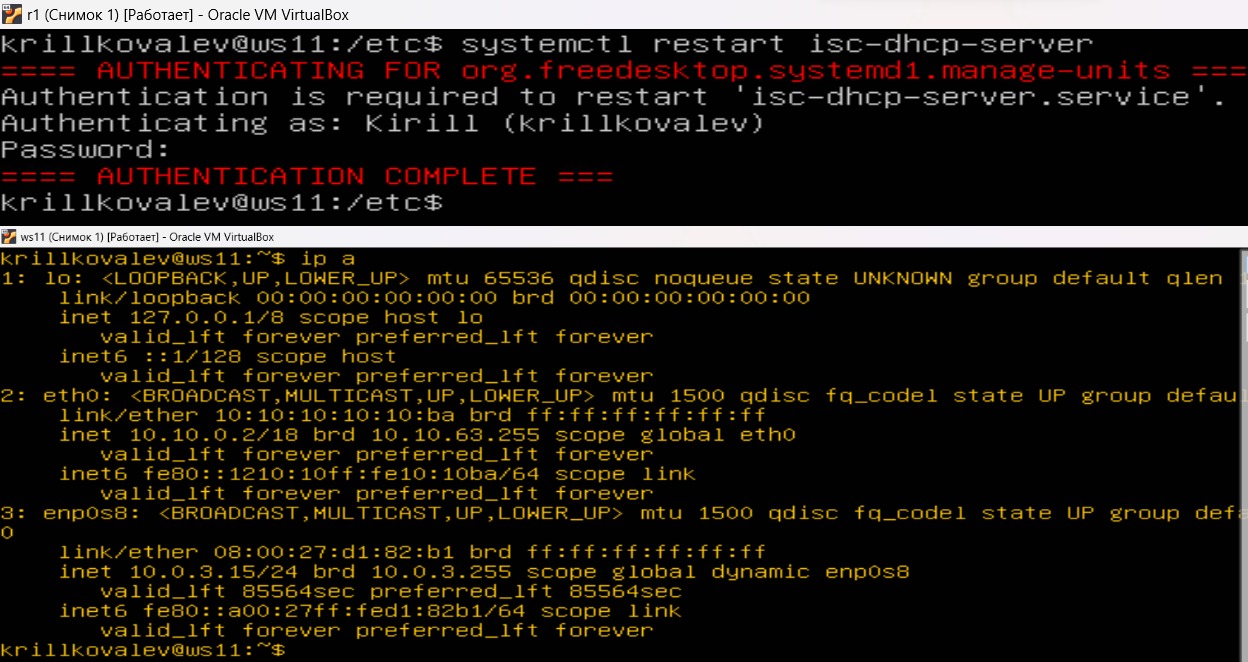 r1 (Снимок 1) [Работает] - Oracle VM VirtualBox
krillkovalev@ws11:/etc$ systemctl restart isc-dhcp-server
==== AUTHENTICATING FOR org.freedesktop.systemd1.manage-units ===
Authentication is required to restart 'isc-dhcp-server.service'.
Authenticating as: Kirill (krillkovalev)
Password:
==== AUTHENTICATION COMPLETE ===
krillkovalev@ws11:/etc$
ws11 (Снимок 1) [Работает] - Oracle VM VirtualBox
krillkovalev@ws11:~$ ip a
1: lo: <LOOPBACK,UP,LOWER_UP> mtu 65536 qdisc noqueue state UNKNOWN group default qlen
link/loopback 00:00:00:00:00:00 brd 00:00:00:00:00:00
inet 127.0.0.1/8 scope host lo
valid_lft forever preferred_lft forever
inet6 ::1/128 scope host
valid_lft forever preferred_lft forever
2: eth0: <BROADCAST,MULTICAST,UP,LOWER_UP> mtu 1500 qdisc fq_codel state UP group defau
link/ether 10:10:10:10:10:ba brd ff:ff:ff:ff:ff:ff
inet 10.10.0.2/18 brd 10.10.63.255 scope global eth0
valid_lft forever preferred_lft forever
inet6 fe80::1210:10ff:fe10:10ba/64 scope link
valid_lft forever preferred_lft forever
3: enp0s8: <BROADCAST,MULTICAST,UP,LOWER_UP> mtu 1500 qdisc fq_codel state UP group defa
0
link/ether 08:00:27:d1:82:b1 brd ff:ff:ff:ff:ff:ff
inet 10.0.3.15/24 brd 10.0.3.255 scope global dynamic enp0s8
valid_lft 85564sec preferred_lft 85564sec
inet6 fe80::a00:27ff:fed1:82b1/64 scope link
valid_lft forever preferred_lft forever
krillkovalev@ws11:~$